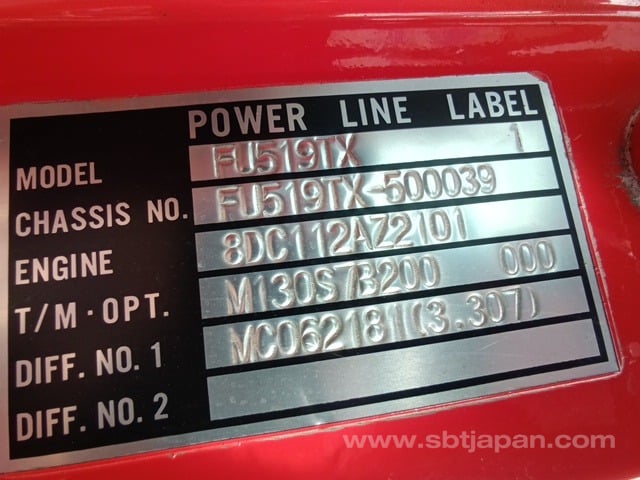 POWER LINE LABEL
MODEL FU519TX 1
CHASSIS NO. FU519TX-500039
ENGINE 8DC112AZ2101
T/M·OPT. M130S7B200 000
DIFF. NO. 1 MC062181(3.307)
DIFF. NO. 2
www.sbtjapan.com